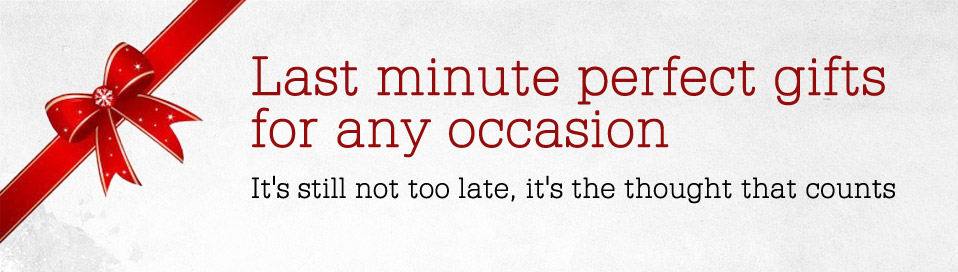 Last minute perfect gifts
for any occasion
It's still not too late, it's the thought that counts